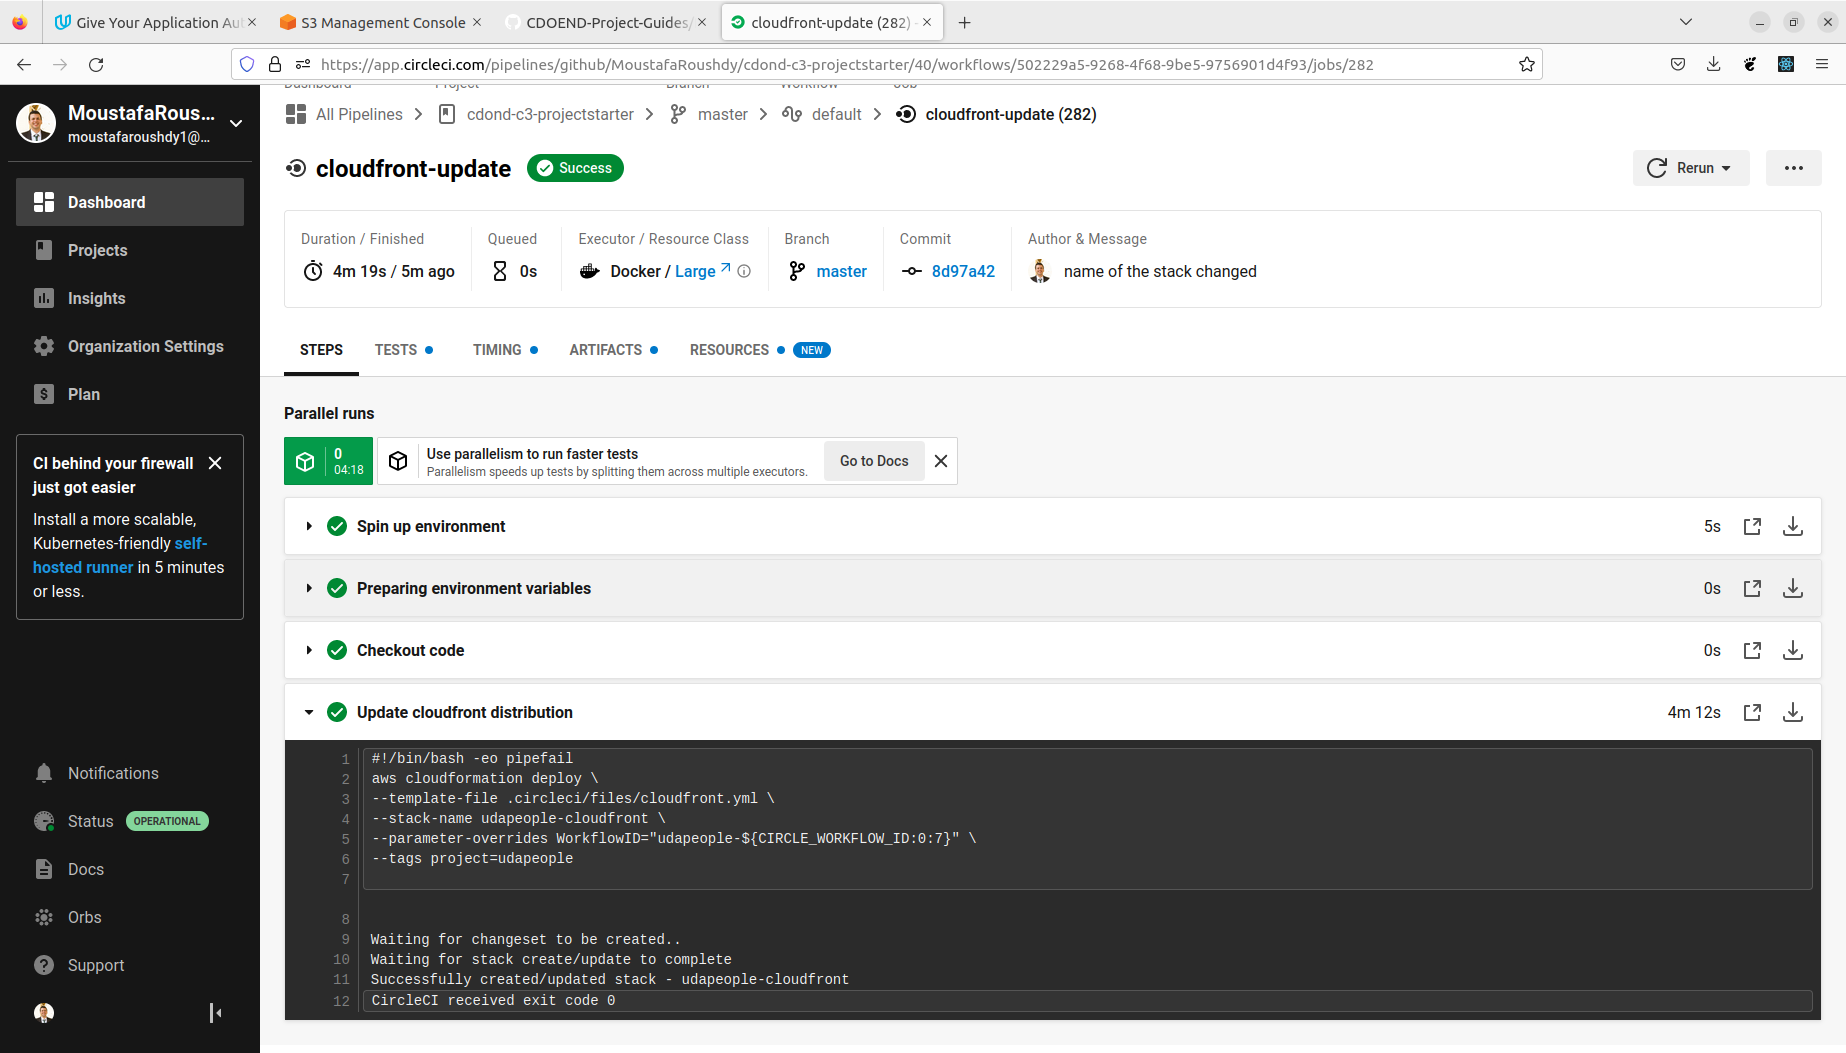 Give Your Application Au
S3 Management Console
CDOEND-Project-Guides/
cloudfront-update (282) -
https://app.circleci.com/pipelines/github/MoustafaRoushdy/cdond-c3-projectstarter/40/workflows/502229a5-9268-4f68-9be5-9756901d4f93/jobs/282
MoustafaRous...
moustafaroushdy1@...
Dashboard
Projects
Insights
Organization Settings
Plan
CI behind your firewall
just got easier
Install a more scalable,
Kubernetes-friendly self-
hosted runner in 5 minutes
or less.
Notifications
Status OPERATIONAL
Docs
Orbs
Support
Dashboard Project Branch Workflow Job
All Pipelines cdond-c3-projectstarter master default cloudfront-update (282)
cloudfront-update Success
Rerun
Duration / Finished
4m 19s / 5m ago
Queued
0s
Executor / Resource Class
Docker / Large
Branch
master
Commit
8d97a42
Author & Message
name of the stack changed
STEPS TESTS TIMING ARTIFACTS RESOURCES NEW
Parallel runs
0
04:18
Use parallelism to run faster tests
Parallelism speeds up tests by splitting them across multiple executors.
Go to Docs
Spin up environment 5s
Preparing environment variables 0s
Checkout code 0s
Update cloudfront distribution 4m 12s
1 #!/bin/bash -eo pipefail
2 aws cloudformation deploy \
3 --template-file .circleci/files/cloudfront.yml \
4 --stack-name udapeople-cloudfront \
5 --parameter-overrides WorkflowID="udapeople-${CIRCLE_WORKFLOW_ID:0:7}" \
6 --tags project=udapeople
7
8
9 Waiting for changeset to be created..
10 Waiting for stack create/update to complete
11 Successfully created/updated stack - udapeople-cloudfront
12 CircleCI received exit code 0